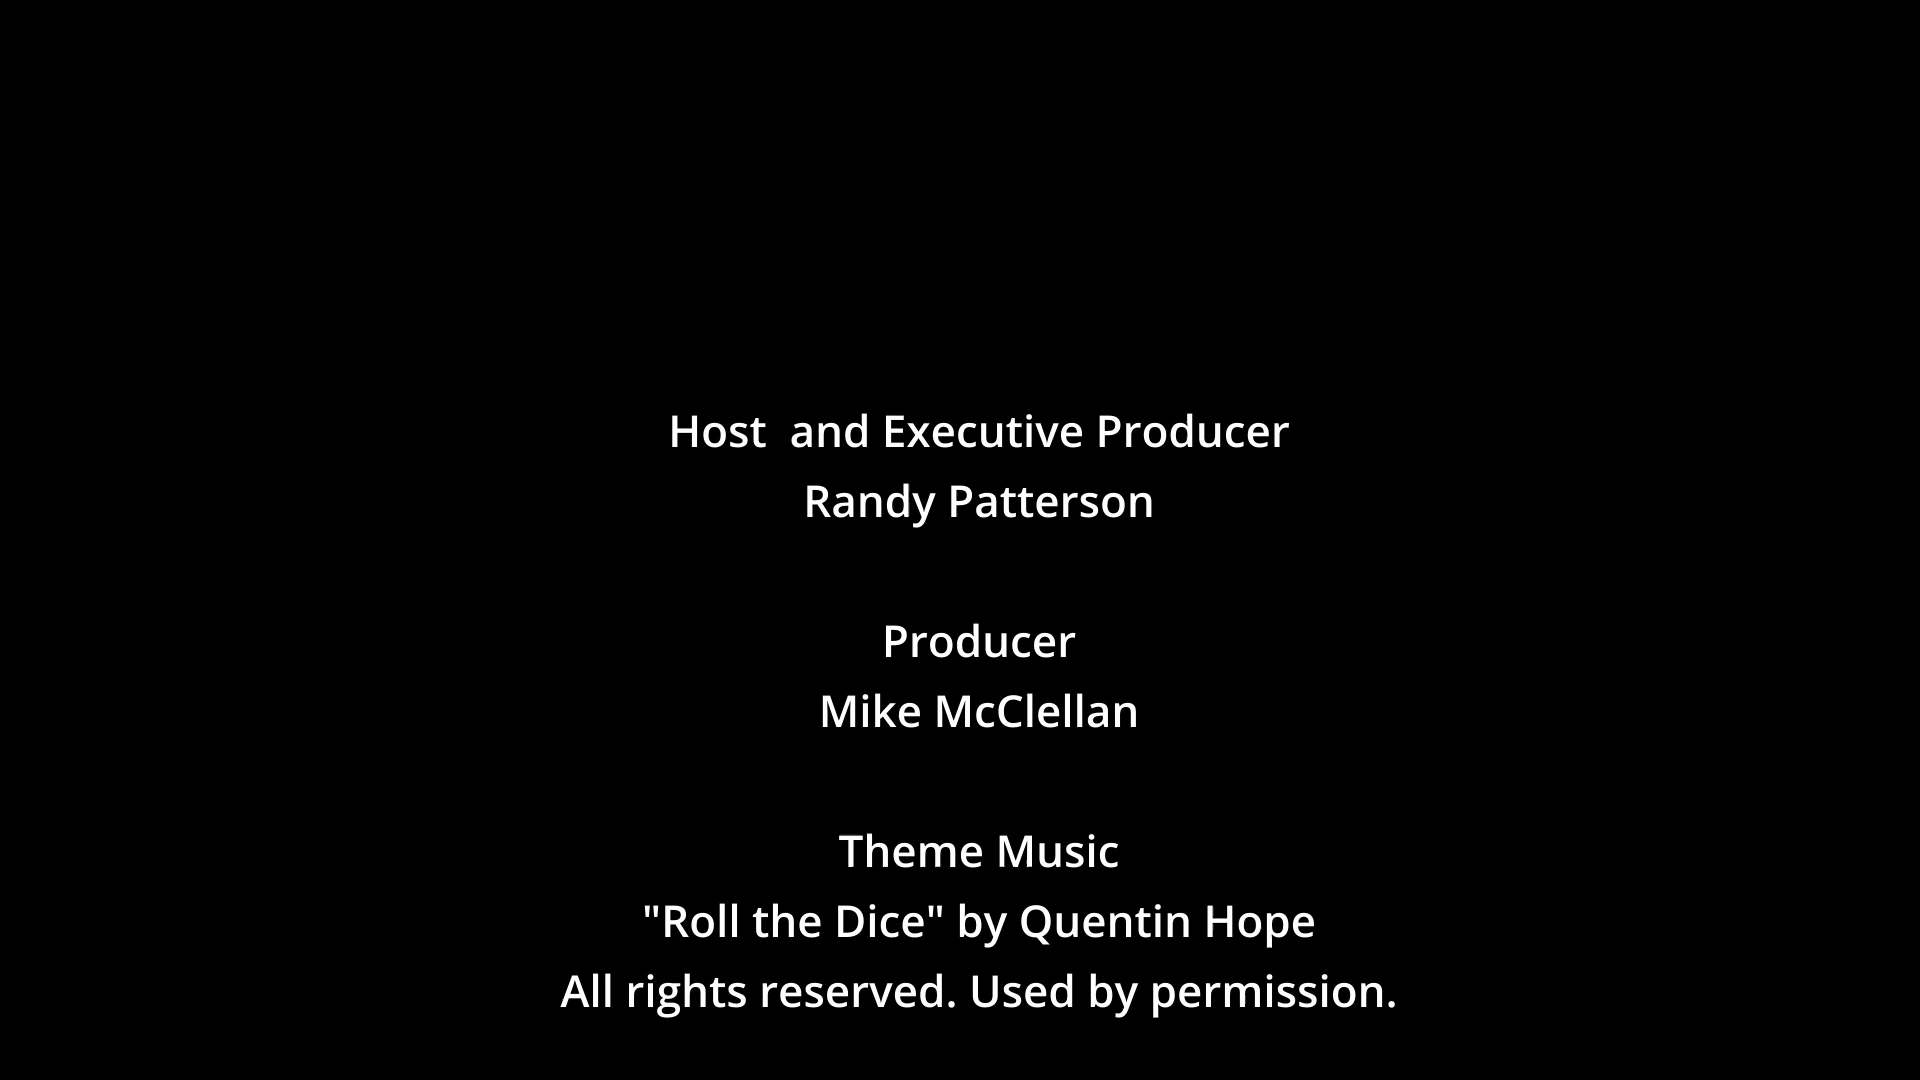 Host  and Executive Producer
Randy Patterson
Producer
Mike McClellan
Theme Music
"Roll the Dice" by Quentin Hope
All rights reserved. Used by permission.